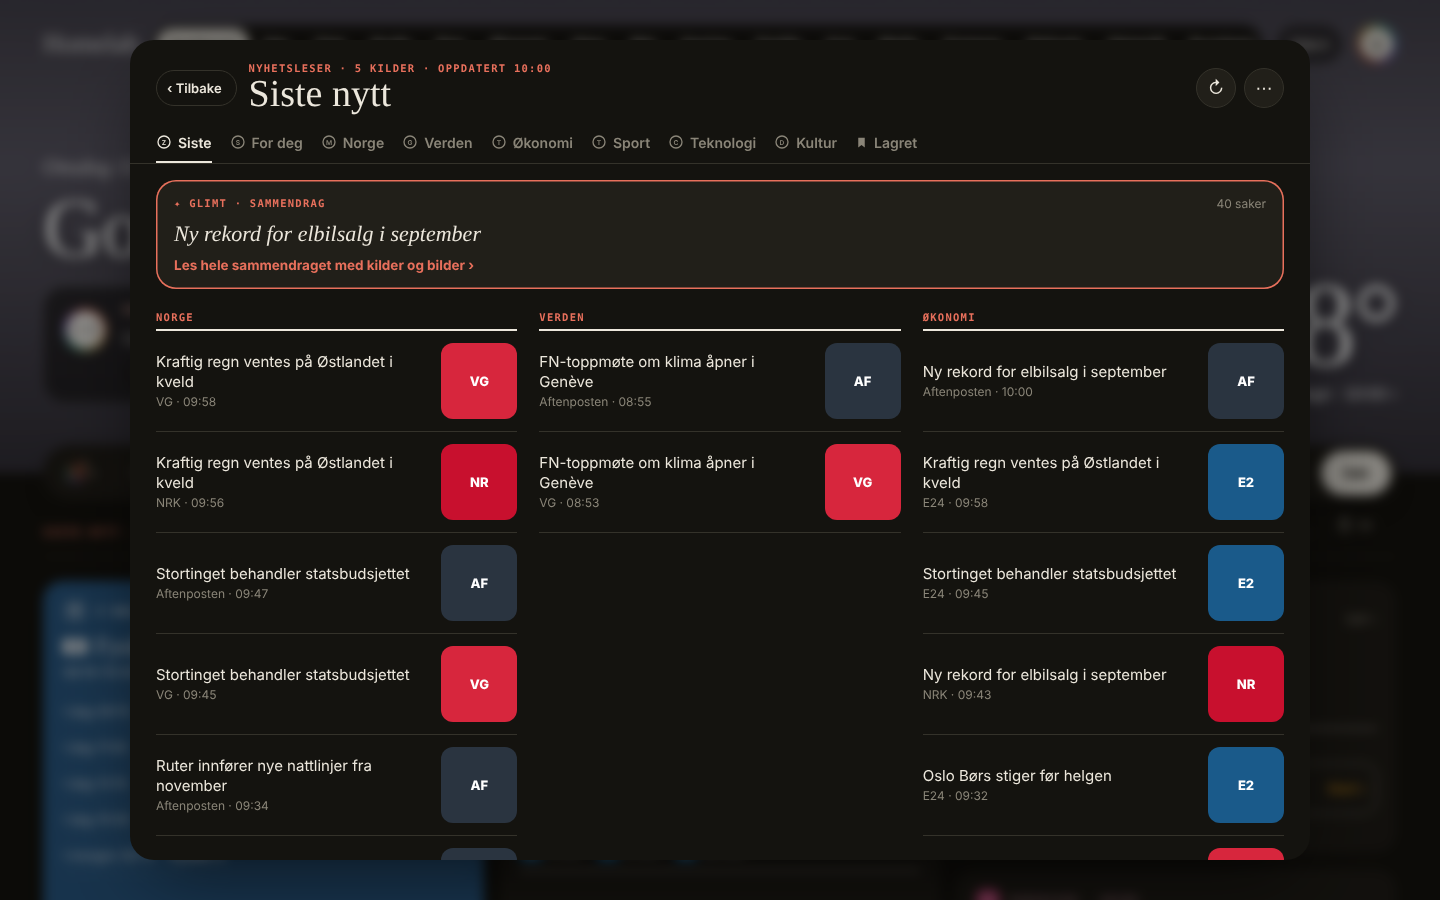 NYHETSLESER · 5 KILDER · OPPDATERT 10:00
‹ Tilbake
Siste nytt
Siste
For deg
Norge
Verden
Økonomi
Sport
Teknologi
Kultur
Lagret
GLIMT · SAMMENDRAG
40 saker
Ny rekord for elbilsalg i september
Les hele sammendraget med kilder og bilder ›
NORGE
Kraftig regn ventes på Østlandet i
kveld
VG · 09:58
VG
Kraftig regn ventes på Østlandet i
kveld
NRK · 09:56
NR
Stortinget behandler statsbudsjettet
Aftenposten · 09:47
AF
Stortinget behandler statsbudsjettet
VG · 09:45
VG
Ruter innfører nye nattlinjer fra
november
Aftenposten · 09:34
AF
VERDEN
FN-toppmøte om klima åpner i
Genève
Aftenposten · 08:55
AF
FN-toppmøte om klima åpner i
Genève
VG · 08:53
VG
ØKONOMI
Ny rekord for elbilsalg i september
Aftenposten · 10:00
AF
Kraftig regn ventes på Østlandet i
kveld
E24 · 09:58
E2
Stortinget behandler statsbudsjettet
E24 · 09:45
E2
Ny rekord for elbilsalg i september
NRK · 09:43
NR
Oslo Børs stiger før helgen
E24 · 09:32
E2
8°